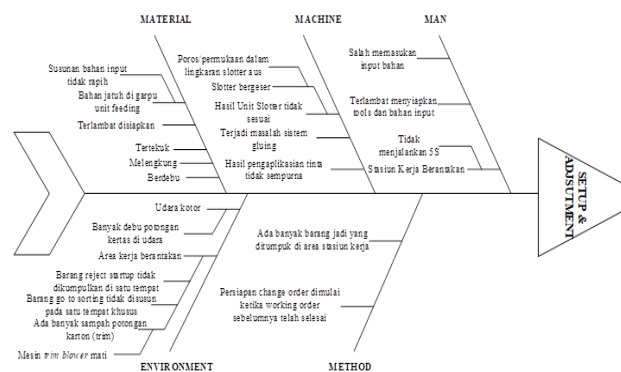 MATERIAL
MACHINE
MAN
Susunan bahan input
tidak rapih
Bahan jatuh di garpu
unit feeding
Terlambat disiapkan
Tertekuk
Melengkung
Berdebu
Poros/permukaan dalam
lingkaran slotter aus
Slotter bergeser
Hasil Unit Slotter tidak
sesuai
Terjadi masalah sistem
gluing
Hasil pengaplikasian tinta
tidak sempurna
Salah memasukan
input bahan
Terlambat menyiapkan
tools dan bahan input
Tidak
menjalankan 5S
Stasiun Kerja Berantakan
SETUP &
ADJSUTMENT
Udara kotor
Banyak debu potongan
kertas di udara
Area kerja berantakan
Barang reject startup tidak
dikumpulkan di satu tempat
Barang go to sorting tidak disusun
pada satu tempat khusus
Ada banyak sampah potongan
karton (trim)
Mesin trim blower mati
Ada banyak barang jadi yang
ditumpuk di area stasiun kerja
Persiapan change order dimulai
ketika working order
sebelumnya telah selesai
ENVIRONMENT
METHOD